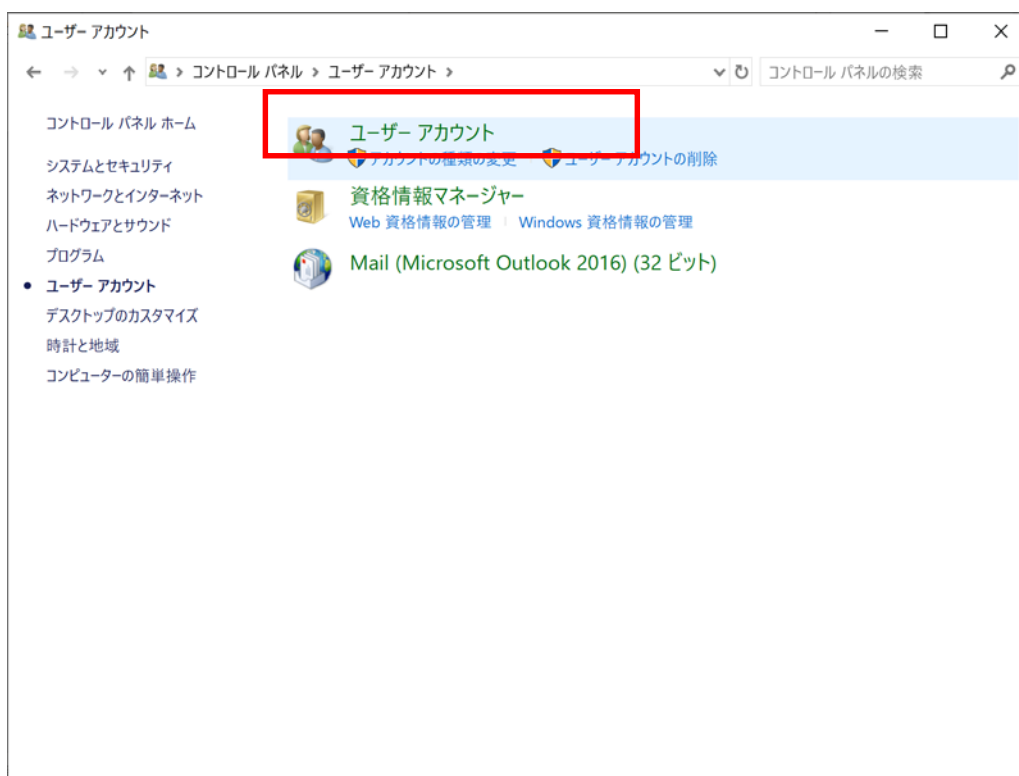 ユーザー アカウント
コントロール パネル › ユーザー アカウント ›
コントロール パネルの検索
コントロール パネル ホーム
システムとセキュリティ
ネットワークとインターネット
ハードウェアとサウンド
プログラム
ユーザー アカウント
デスクトップのカスタマイズ
時計と地域
コンピューターの簡単操作
ユーザー アカウント
アカウントの種類の変更 ユーザー アカウントの削除
資格情報マネージャー
Web 資格情報の管理 Windows 資格情報の管理
Mail (Microsoft Outlook 2016) (32 ビット)